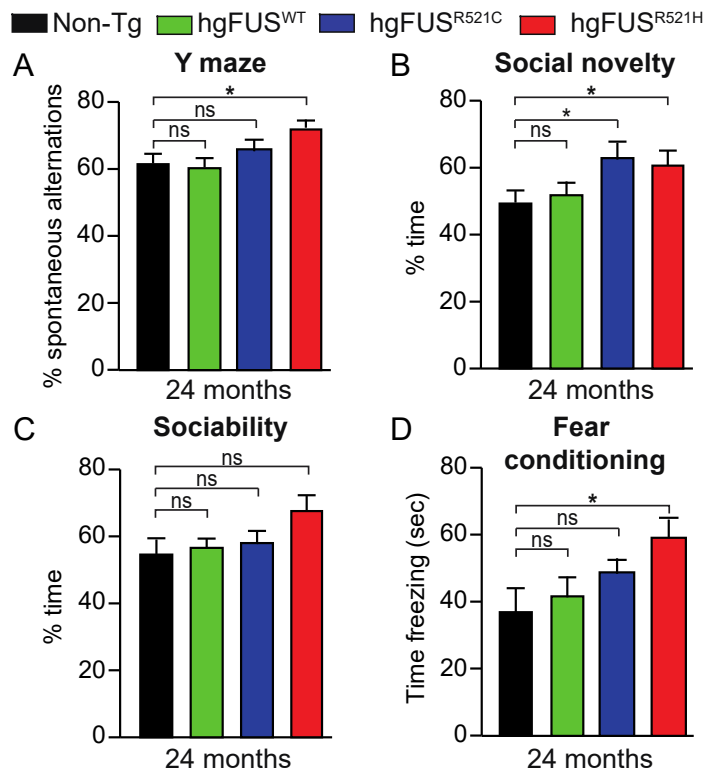 Non-Tg hgFUSWT hgFUSR521C hgFUSR521H
A Y maze
% spontaneous alternations
80
60
40
20
0
ns
ns
*
24 months
B Social novelty
% time
80
60
40
20
0
ns
*
*
24 months
C Sociability
% time
80
60
40
20
0
ns
ns
ns
24 months
D Fear
conditioning
Time freezing (sec)
80
60
40
20
0
ns
ns
*
24 months